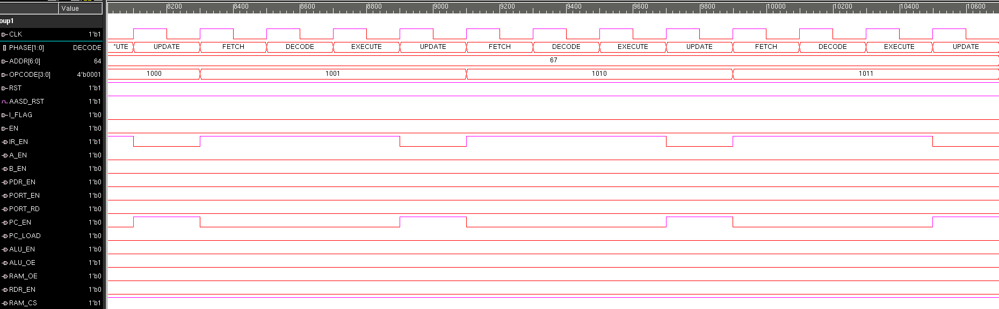 Value
8200 8400 8600 8800 9000 9200 9400 9600 9800 10000 10200 10400 10600
oup1
CLK 1'b1
PHASE[1:0] DECODE *UTE UPDATE FETCH DECODE EXECUTE UPDATE FETCH DECODE EXECUTE UPDATE FETCH DECODE EXECUTE UPDATE
ADDR[6:0] 64 67
OPCODE[3:0] 4'b0001 1000 1001 1010 1011
RST 1'b1
AASD_RST 1'b1
I_FLAG 1'b0
EN 1'b0
IR_EN 1'b1
A_EN 1'b0
B_EN 1'b0
PDR_EN 1'b0
PORT_EN 1'b0
PORT_RD 1'b0
PC_EN 1'b0
PC_LOAD 1'b0
ALU_EN 1'b0
ALU_OE 1'b1
RAM_OE 1'b0
RDR_EN 1'b0
RAM_CS 1'b1